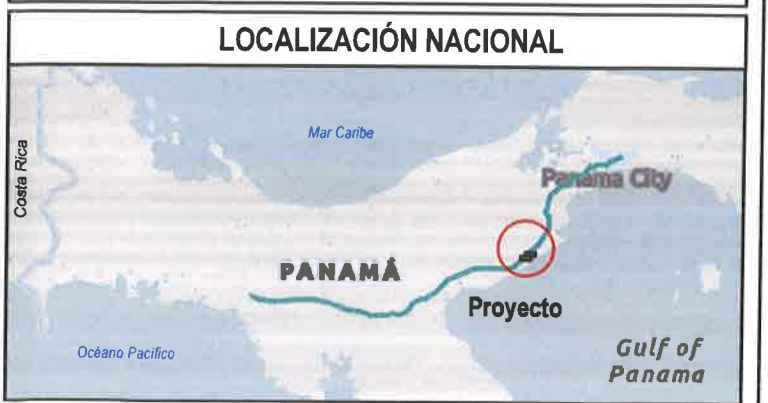 LOCALIZACIÓN NACIONAL
Mar Caribe
Costa Rica
Panama City
PANAMÁ
Proyecto
Océano Pacífico
Gulf of
Panama